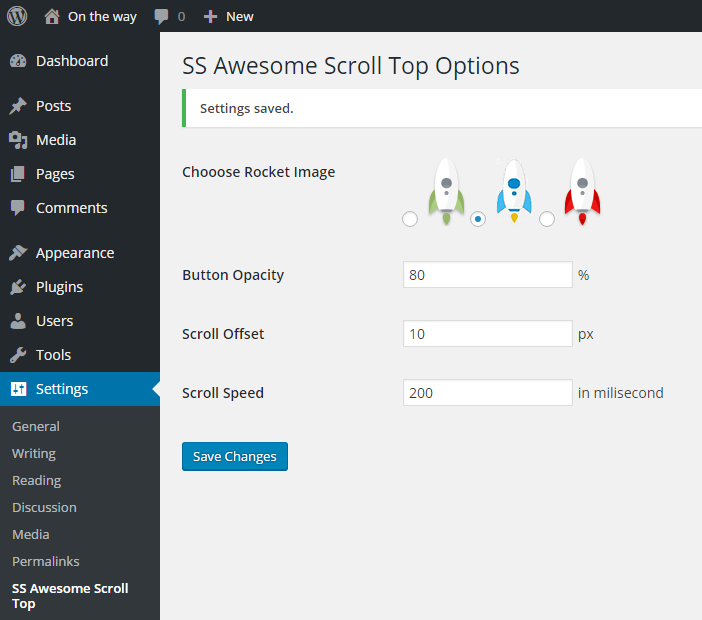 On the way 0 New
Dashboard
Posts
Media
Pages
Comments
Appearance
Plugins
Users
Tools
Settings
General
Writing
Reading
Discussion
Media
Permalinks
SS Awesome Scroll
Top
SS Awesome Scroll Top Options
Settings saved.
Chooose Rocket Image
Button Opacity 80 %
Scroll Offset 10 px
Scroll Speed 200 in milisecond
Save Changes